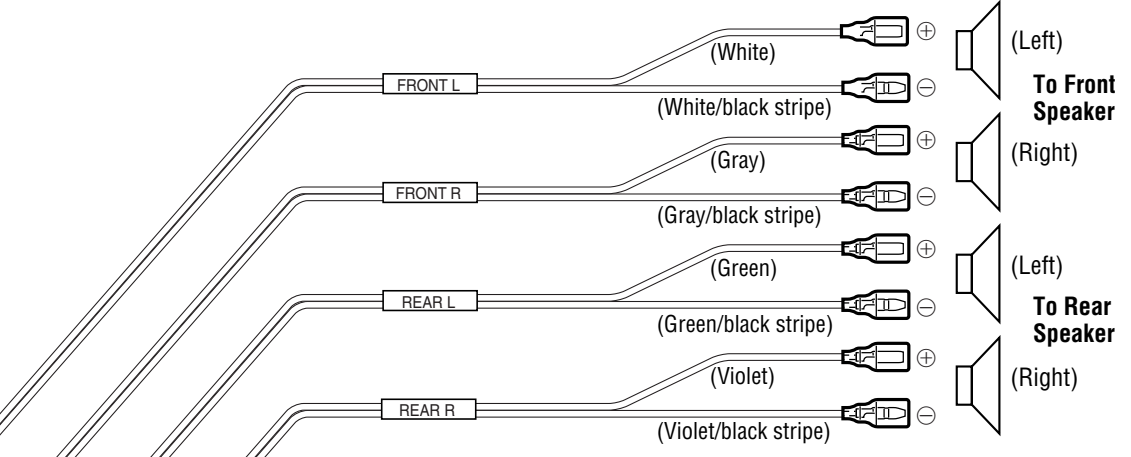 (White)
⊕
(Left)
FRONT L
(White/black stripe)
⊖
To Front
Speaker
(Gray)
⊕
(Right)
FRONT R
(Gray/black stripe)
⊖
(Green)
⊕
(Left)
REAR L
(Green/black stripe)
⊖
To Rear
Speaker
(Violet)
⊕
(Right)
REAR R
(Violet/black stripe)
⊖